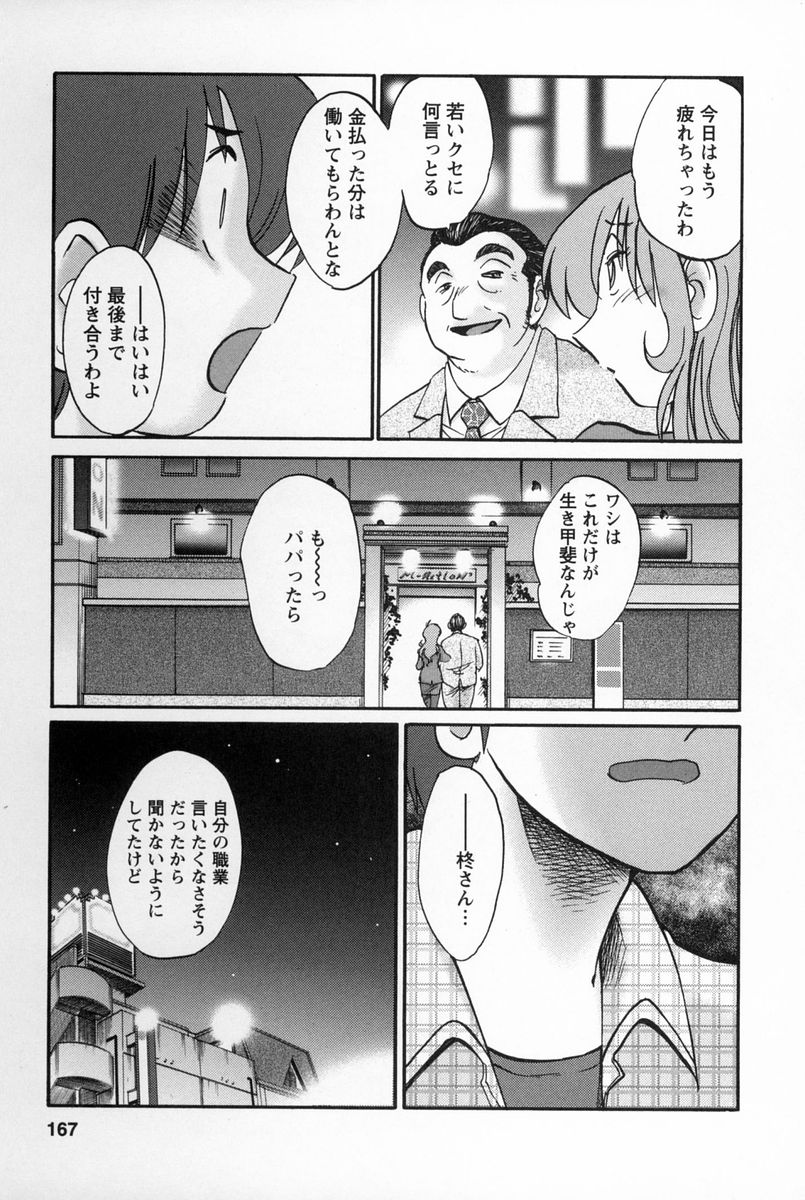 今日はもう
疲れちゃったわ
若いクセに
何言っとる
金払った分は
働いてもらわんとな
──はいはい
最後まで
付き合うわよ
ワシは
これだけが
生き甲斐なんじゃ
も〜〜〜っ
パパったら
ON
──柊さん…
自分の職業
言いたくなさそう
だったから
聞かないように
してたけど
167